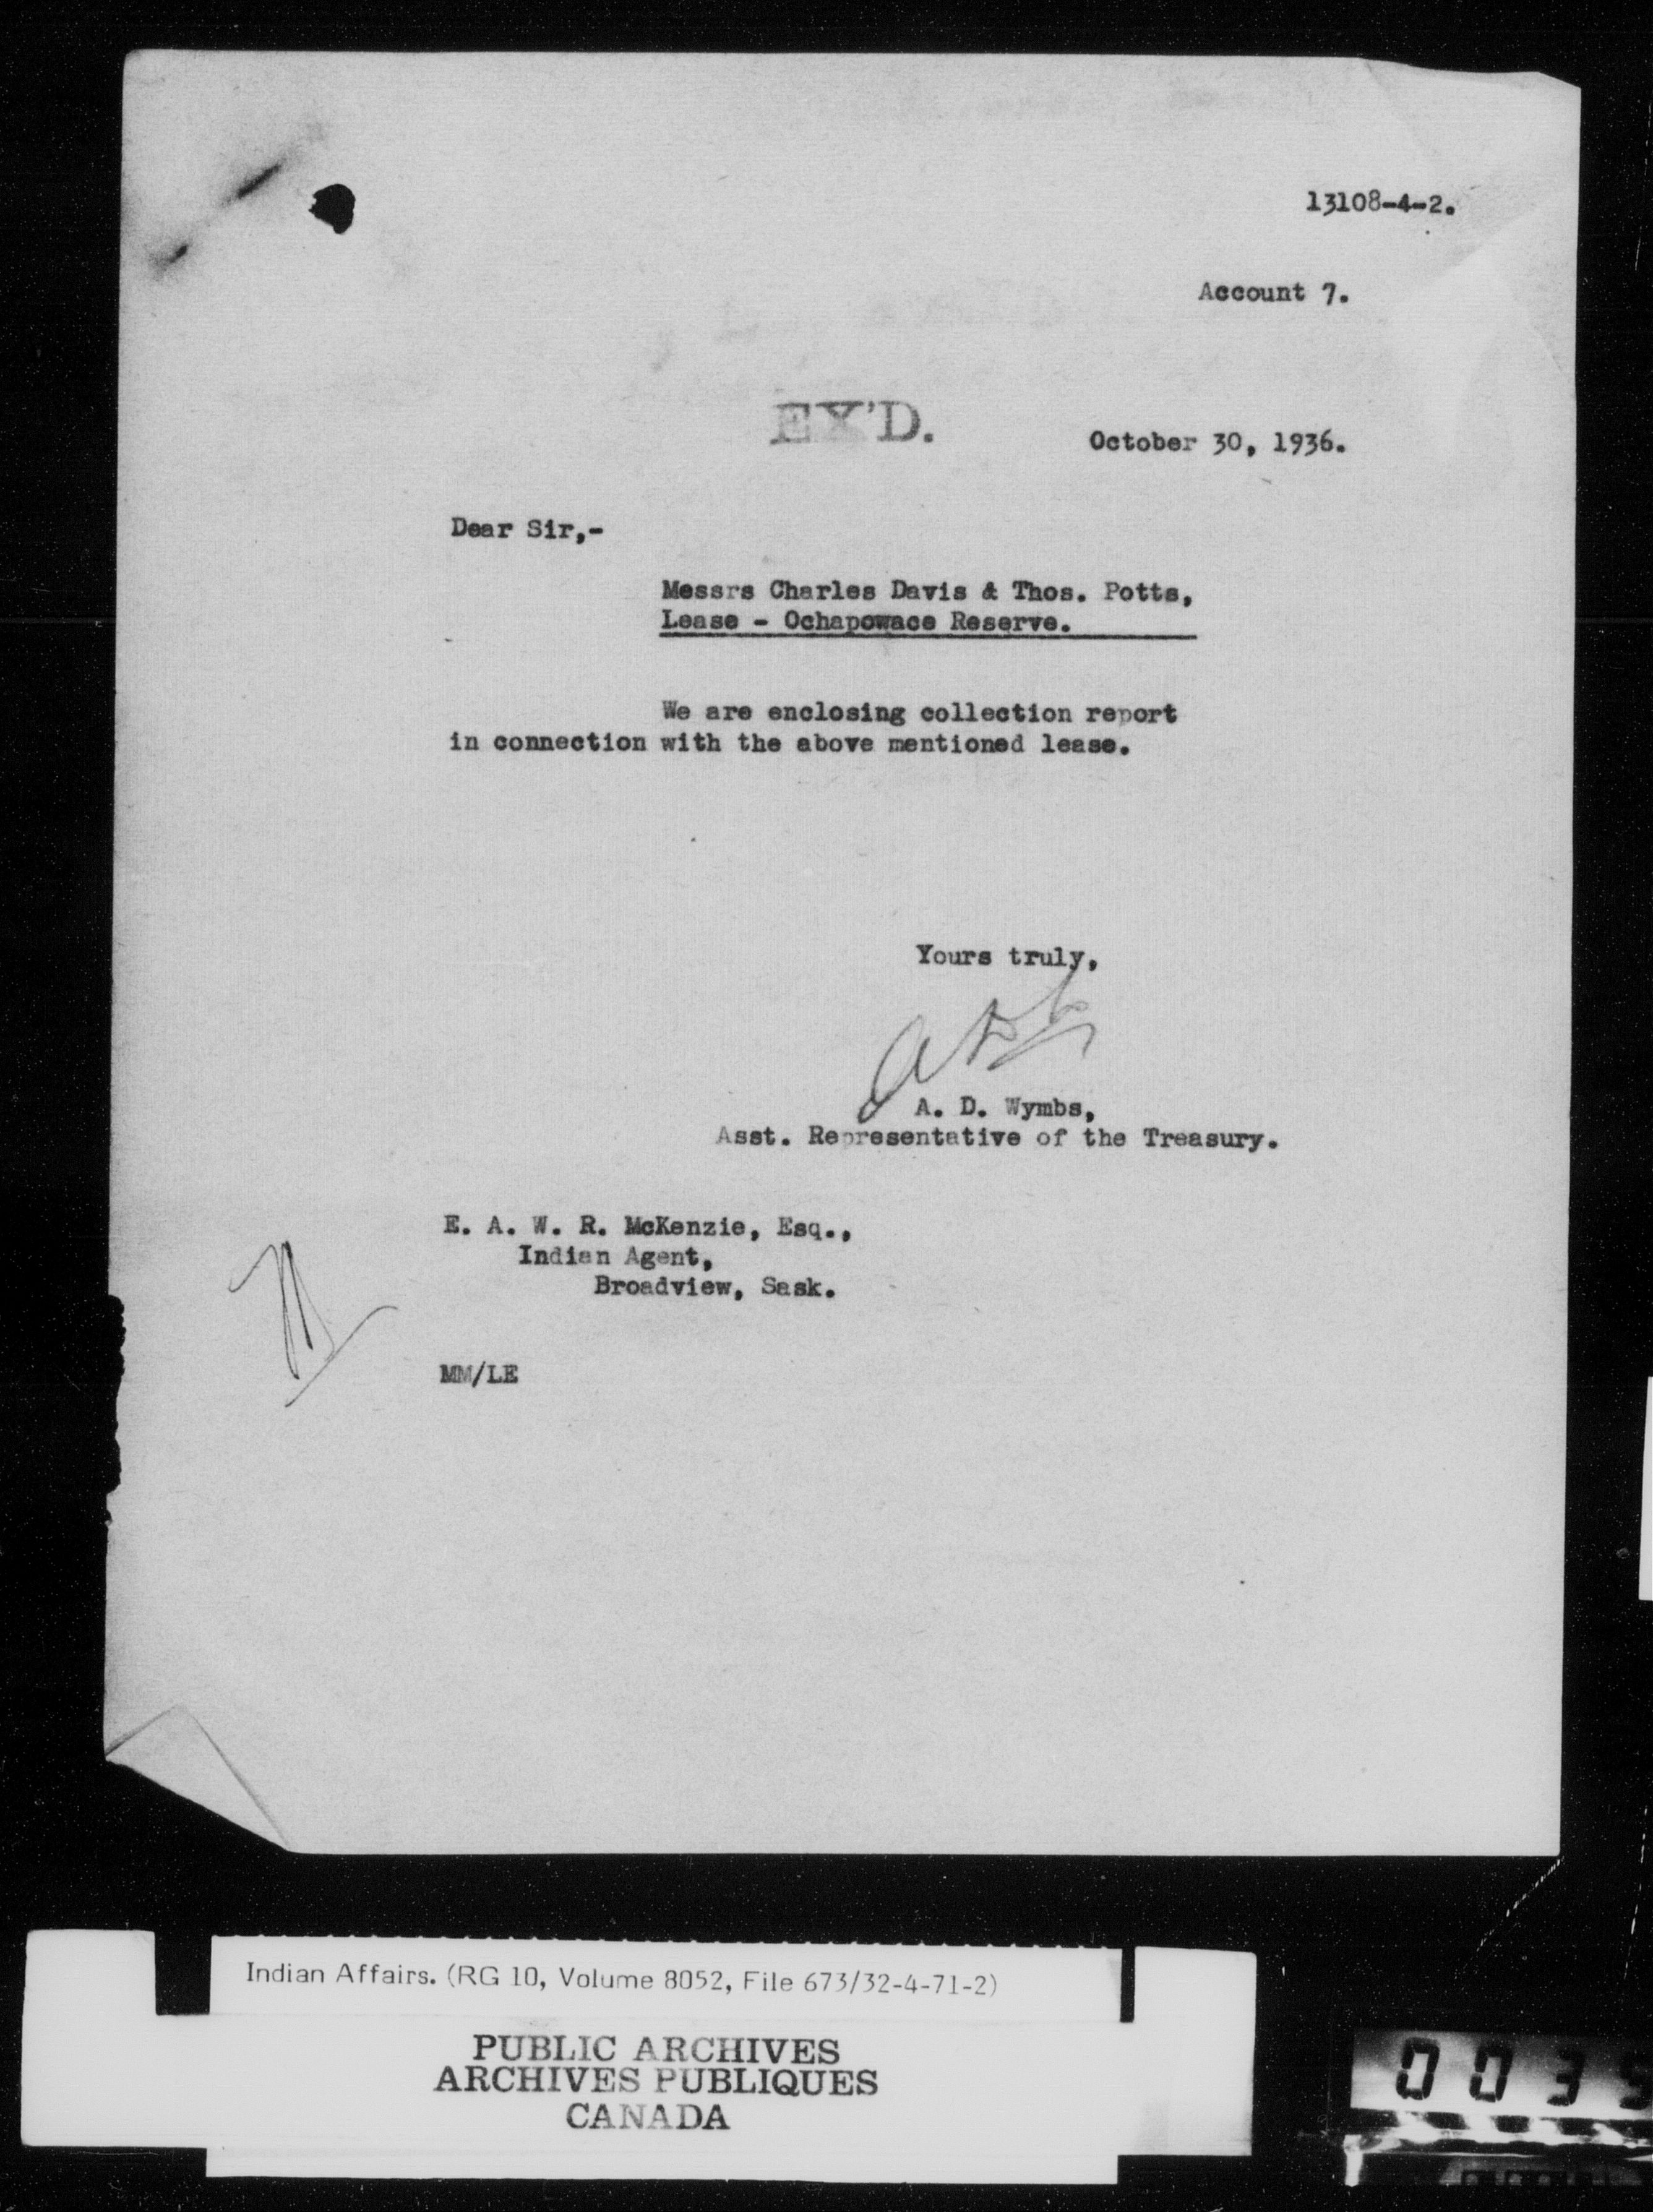 13108-4-2.
Account 7.
EX'D.
October 30, 1936.
Dear Sir,-
Messrs Charles Davis & Thos. Potts,
Lease - Ochapowace Reserve.
We are enclosing collection report
in connection with the above mentioned lease.
Yours truly,
A. D. Wymbs,
Asst. Representative of the Treasury.
E. A. W. R. McKenzie, Esq.,
Indian Agent,
Broadview, Sask.
MM/LE
Indian Affairs. (RG 10, Volume 8052, File 673/32-4-71-2)
PUBLIC ARCHIVES
ARCHIVES PUBLIQUES
CANADA